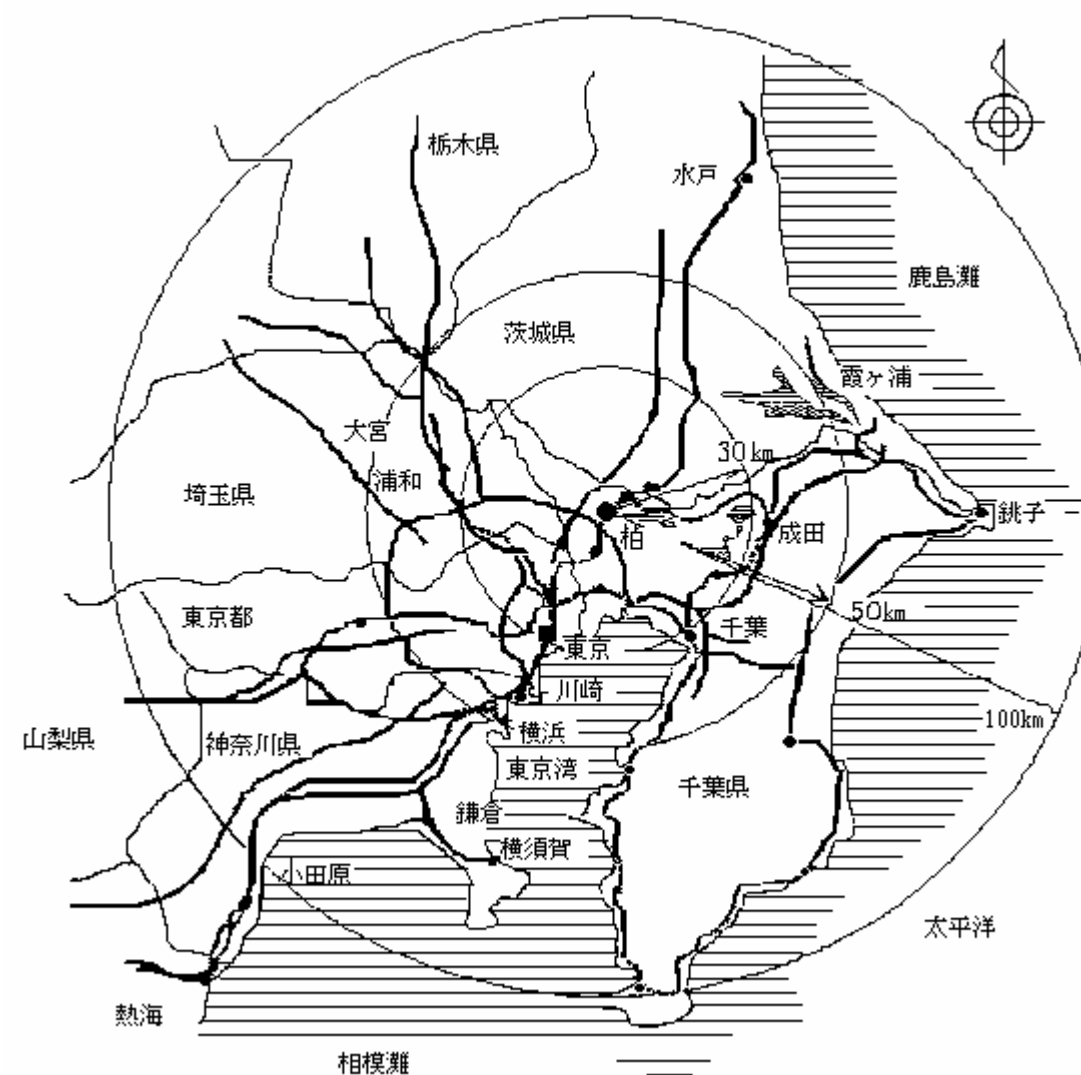 栃木県
水戸
鹿島灘
茨城県
霞ヶ浦
大宮
30km
浦和
埼玉県
柏
成田
銚子
東京都
50km
千葉
東京
川崎
100km
山梨県
神奈川県
横浜
東京湾
千葉県
鎌倉
横須賀
小田原
太平洋
熱海
相模灘